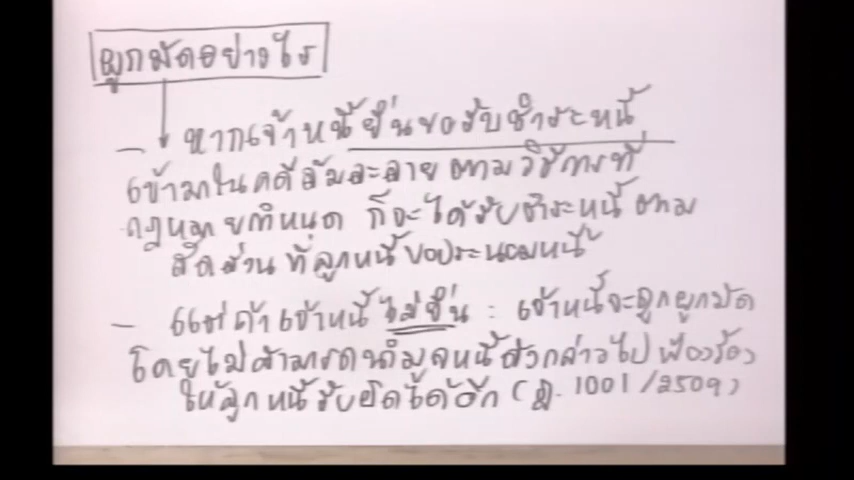 ผูกมัดอย่างไร
- หากเจ้าหนี้ยื่นขอรับชำระหนี้
เข้ามาในคดีล้มละลายตามวิธีการที่
กฎหมายกำหนด ก็จะได้รับชำระหนี้ตาม
สัดส่วนที่ลูกหนี้ขอประนอมหนี้
- แต่ถ้าเจ้าหนี้ไม่ยื่น : เจ้าหนี้จะถูกผูกมัด
โดยไม่สามารถนำมูลหนี้ดังกล่าวไปฟ้องร้อง
ให้ลูกหนี้รับผิดได้อีก (ฎ. 1001/2509)